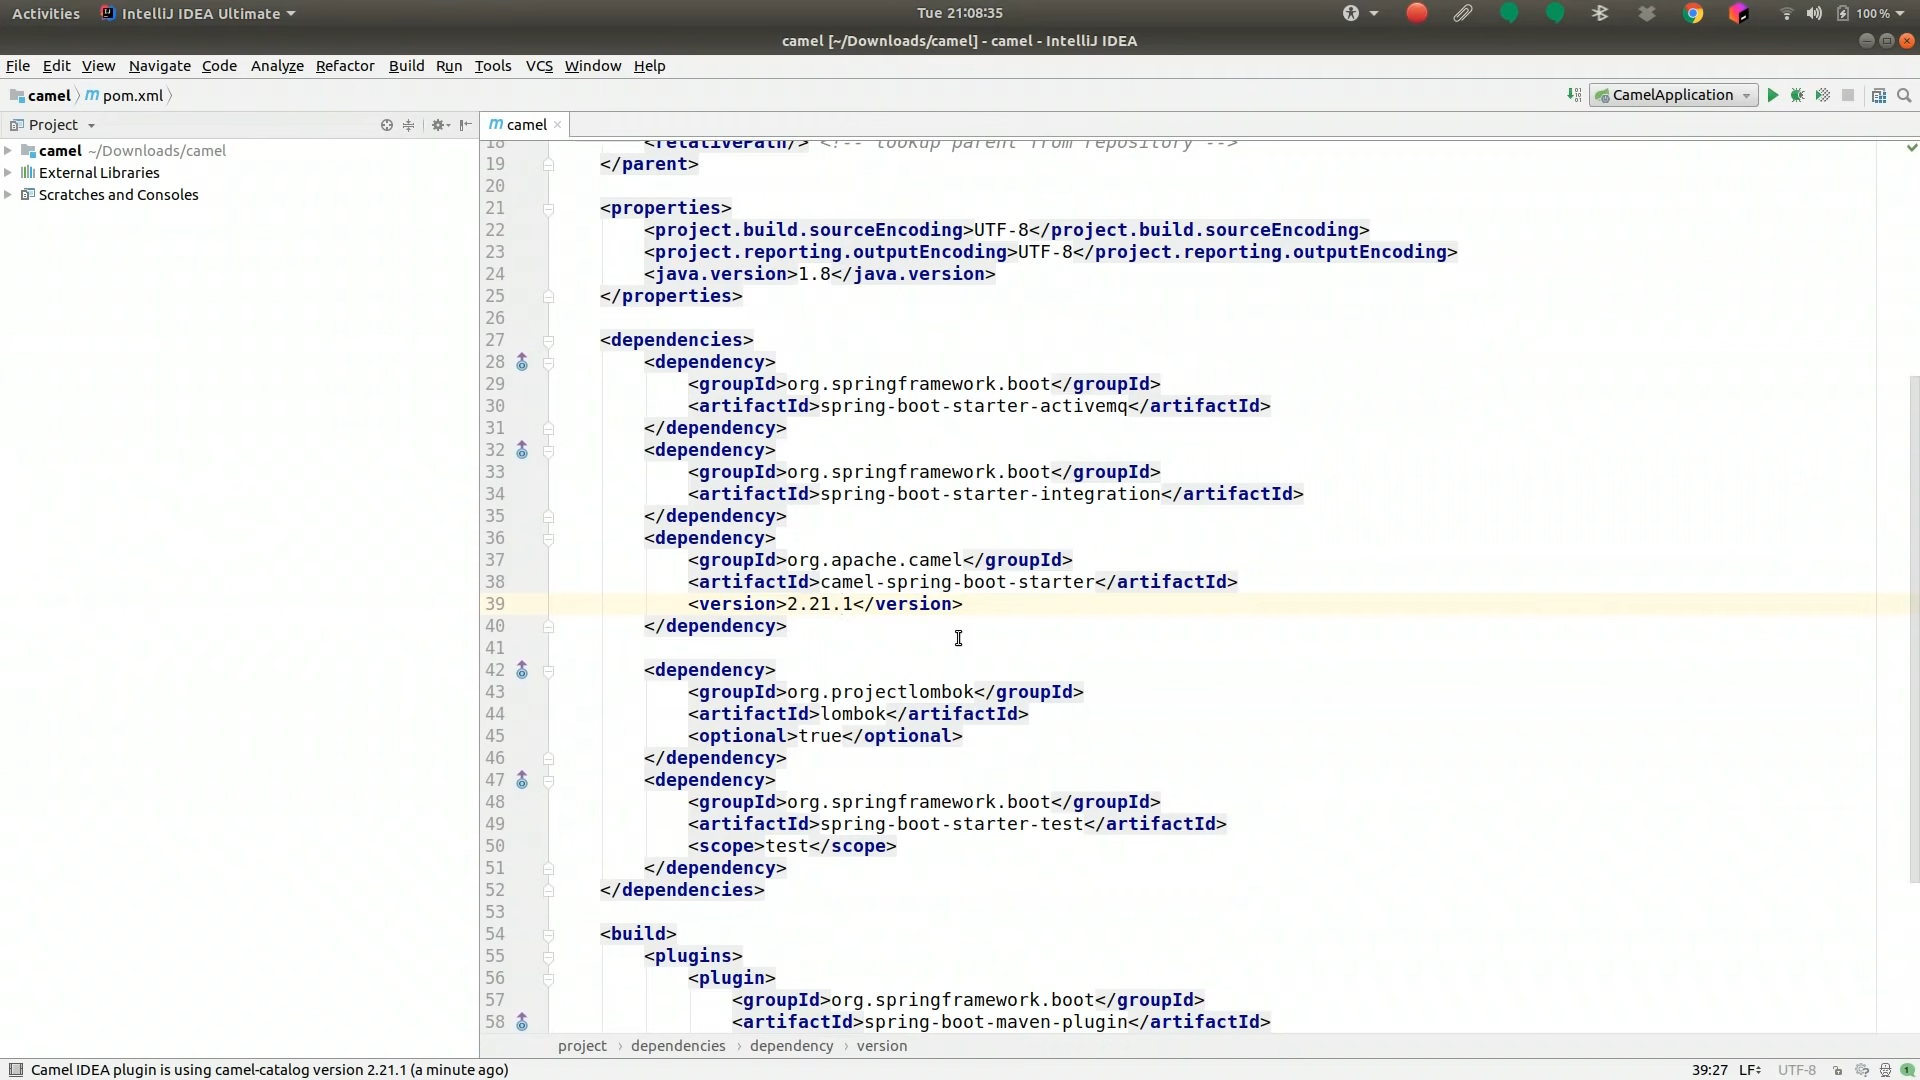 Activities IntelliJ IDEA Ultimate Tue 21:08:35 100 %
camel [~/Downloads/camel] - camel - IntelliJ IDEA
File Edit View Navigate Code Analyze Refactor Build Run Tools VCS Window Help
camel m pom.xml CamelApplication
Project m camel
camel ~/Downloads/camel
External Libraries
Scratches and Consoles
18 <relativePath/> <!-- lookup parent from repository -->
19 </parent>
20
21 <properties>
22 <project.build.sourceEncoding>UTF-8</project.build.sourceEncoding>
23 <project.reporting.outputEncoding>UTF-8</project.reporting.outputEncoding>
24 <java.version>1.8</java.version>
25 </properties>
26
27 <dependencies>
28 <dependency>
29 <groupId>org.springframework.boot</groupId>
30 <artifactId>spring-boot-starter-activemq</artifactId>
31 </dependency>
32 <dependency>
33 <groupId>org.springframework.boot</groupId>
34 <artifactId>spring-boot-starter-integration</artifactId>
35 </dependency>
36 <dependency>
37 <groupId>org.apache.camel</groupId>
38 <artifactId>camel-spring-boot-starter</artifactId>
39 <version>2.21.1</version>
40 </dependency>
41
42 <dependency>
43 <groupId>org.projectlombok</groupId>
44 <artifactId>lombok</artifactId>
45 <optional>true</optional>
46 </dependency>
47 <dependency>
48 <groupId>org.springframework.boot</groupId>
49 <artifactId>spring-boot-starter-test</artifactId>
50 <scope>test</scope>
51 </dependency>
52 </dependencies>
53
54 <build>
55 <plugins>
56 <plugin>
57 <groupId>org.springframework.boot</groupId>
58 <artifactId>spring-boot-maven-plugin</artifactId>
project › dependencies › dependency › version
Camel IDEA plugin is using camel-catalog version 2.21.1 (a minute ago) 39:27 LF UTF-8 1